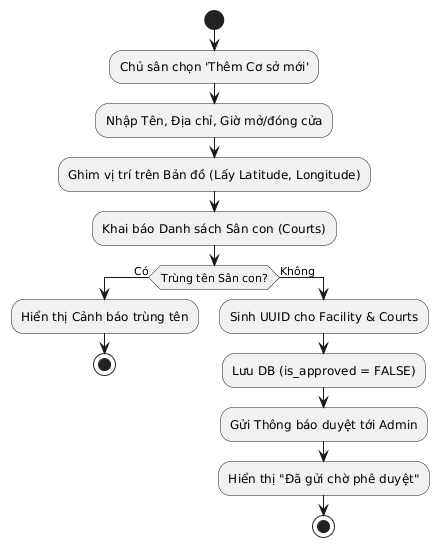 Chủ sân chọn 'Thêm Cơ sở mới'
Nhập Tên, Địa chỉ, Giờ mở/đóng cửa
Ghim vị trí trên Bản đồ (Lấy Latitude, Longitude)
Khai báo Danh sách Sân con (Courts)
Trùng tên Sân con?
Có
Không
Hiển thị Cảnh báo trùng tên
Sinh UUID cho Facility & Courts
Lưu DB (is_approved = FALSE)
Gửi Thông báo duyệt tới Admin
Hiển thị "Đã gửi chờ phê duyệt"